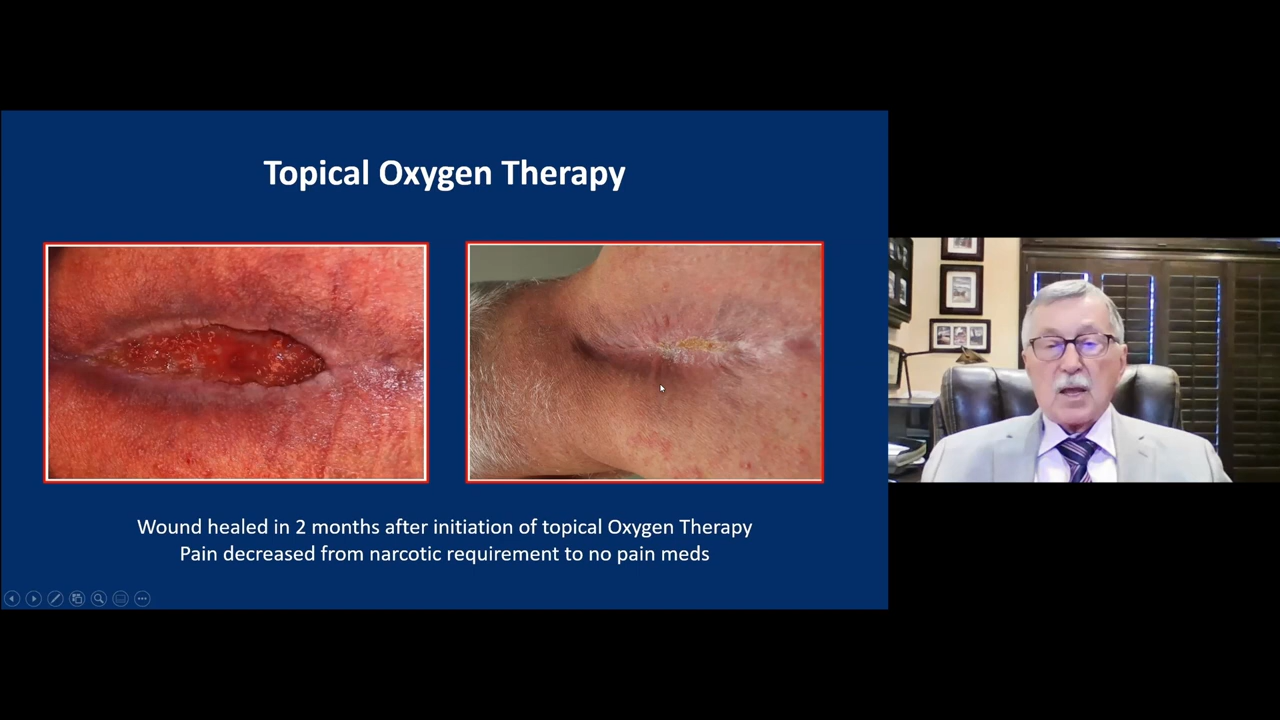 Topical Oxygen Therapy
Wound healed in 2 months after initiation of topical Oxygen Therapy
Pain decreased from narcotic requirement to no pain meds